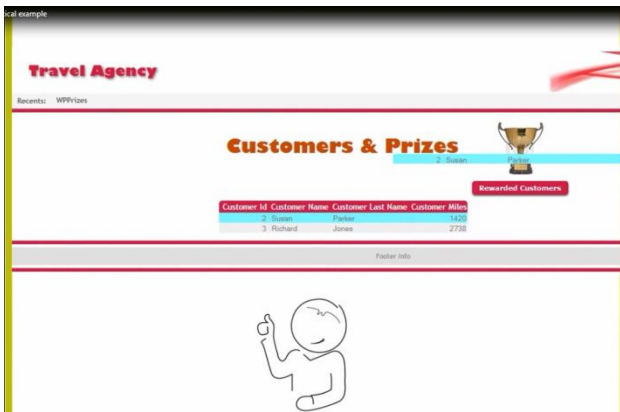 ical example
Travel Agency
Recents: WPPrizes
Customers & Prizes
2 Susan Parker
Rewarded Customers
Customer Id Customer Name Customer Last Name Customer Miles
2 Susan Parker 1420
3 Richard Jones 2738
Footer Info